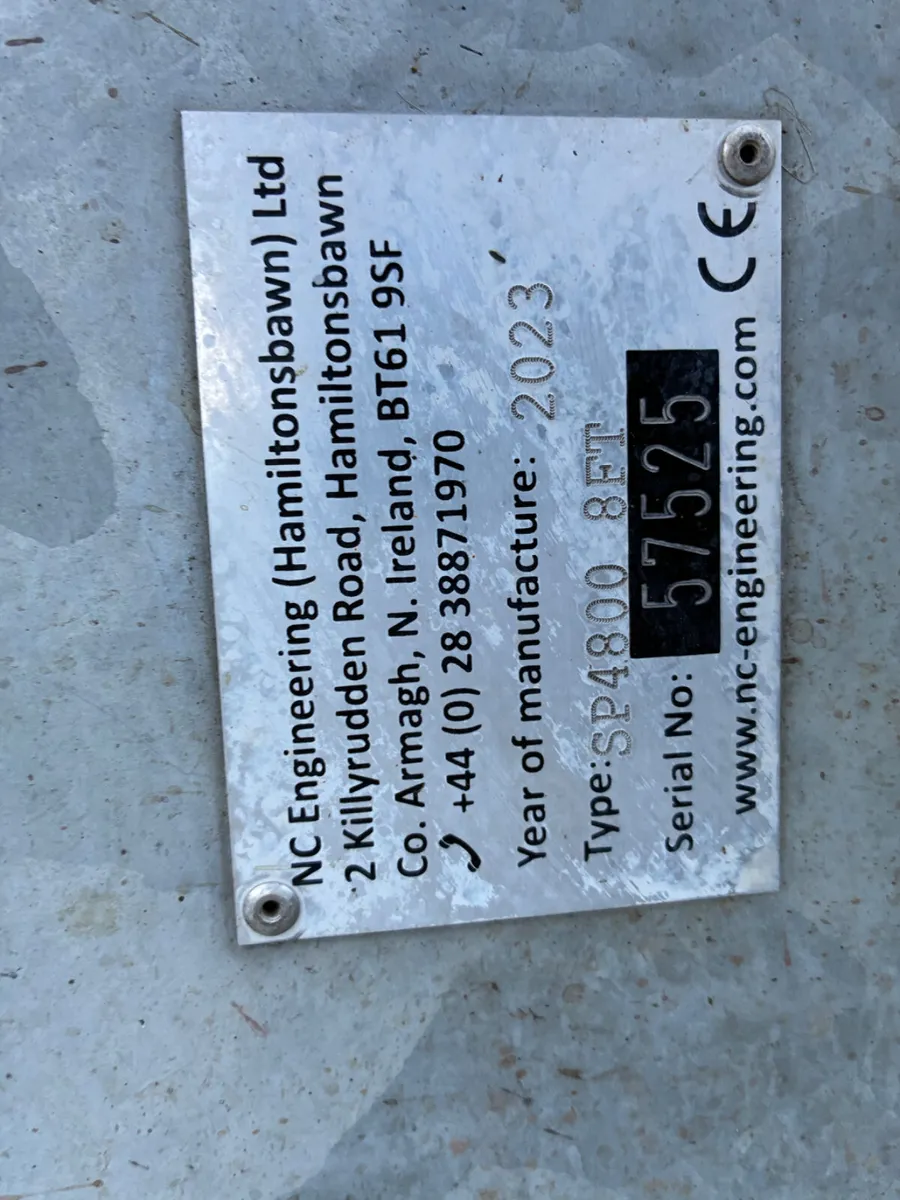 NC Engineering (Hamiltonsbawn) Ltd
2 Killyrudden Road, Hamiltonsbawn
Co. Armagh, N. Ireland, BT61 9SF
+44 (0) 28 38871970
Year of manufacture: 2023
Type: SP4800 8FT
Serial No: 57525
www.nc-engineering.com CE